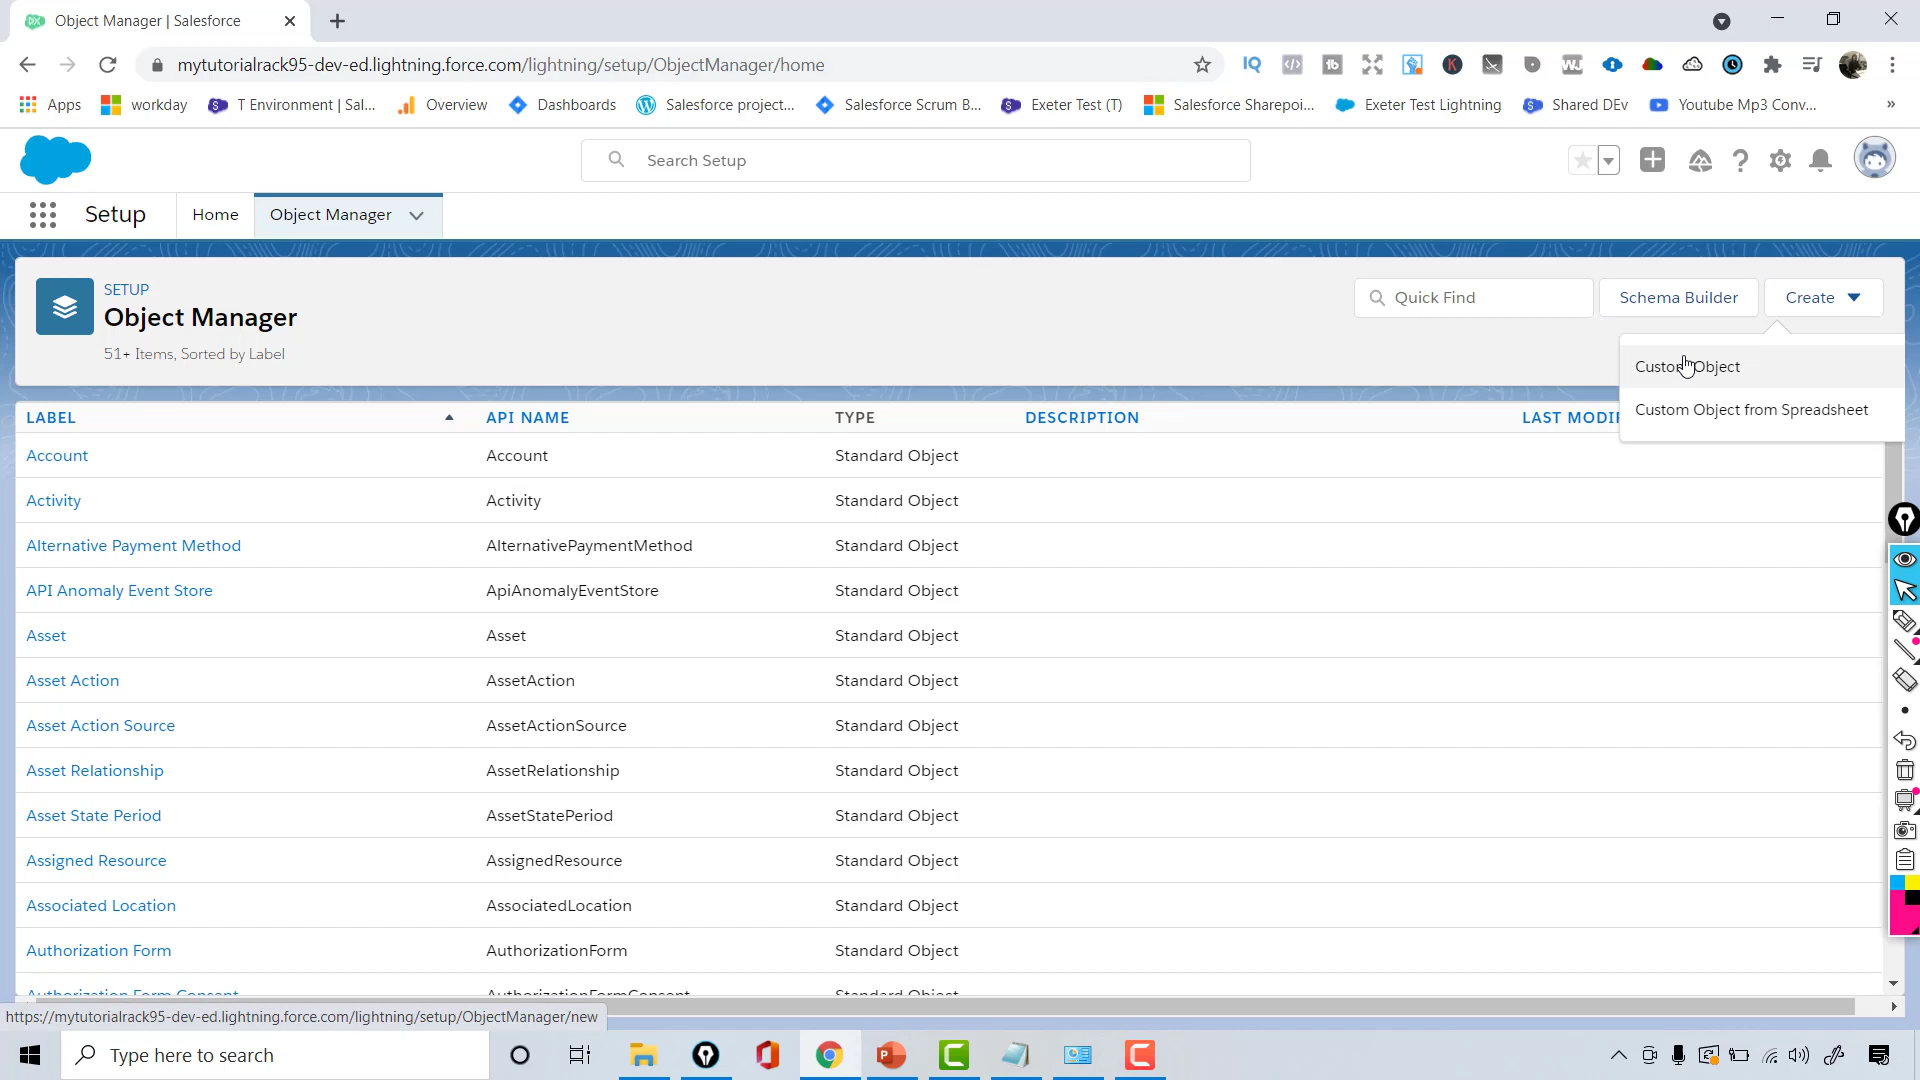 Object Manager | Salesforce
mytutorialrack95-dev-ed.lightning.force.com/lightning/setup/ObjectManager/home
Apps workday T Environment | Sal... Overview Dashboards Salesforce project... Salesforce Scrum B... Exeter Test (T) Salesforce Sharepoi... Exeter Test Lightning Shared DEv Youtube Mp3 Conv... »
Search Setup
Setup Home Object Manager
SETUP
Object Manager
51+ Items, Sorted by Label
Quick Find Schema Builder Create
Custom Object
Custom Object from Spreadsheet
LABEL API NAME TYPE DESCRIPTION LAST MODIF
Account Account Standard Object
Activity Activity Standard Object
Alternative Payment Method AlternativePaymentMethod Standard Object
API Anomaly Event Store ApiAnomalyEventStore Standard Object
Asset Asset Standard Object
Asset Action AssetAction Standard Object
Asset Action Source AssetActionSource Standard Object
Asset Relationship AssetRelationship Standard Object
Asset State Period AssetStatePeriod Standard Object
Assigned Resource AssignedResource Standard Object
Associated Location AssociatedLocation Standard Object
Authorization Form AuthorizationForm Standard Object
Authorization Form Consent AuthorizationFormConsent Standard Object
https://mytutorialrack95-dev-ed.lightning.force.com/lightning/setup/ObjectManager/new
Type here to search